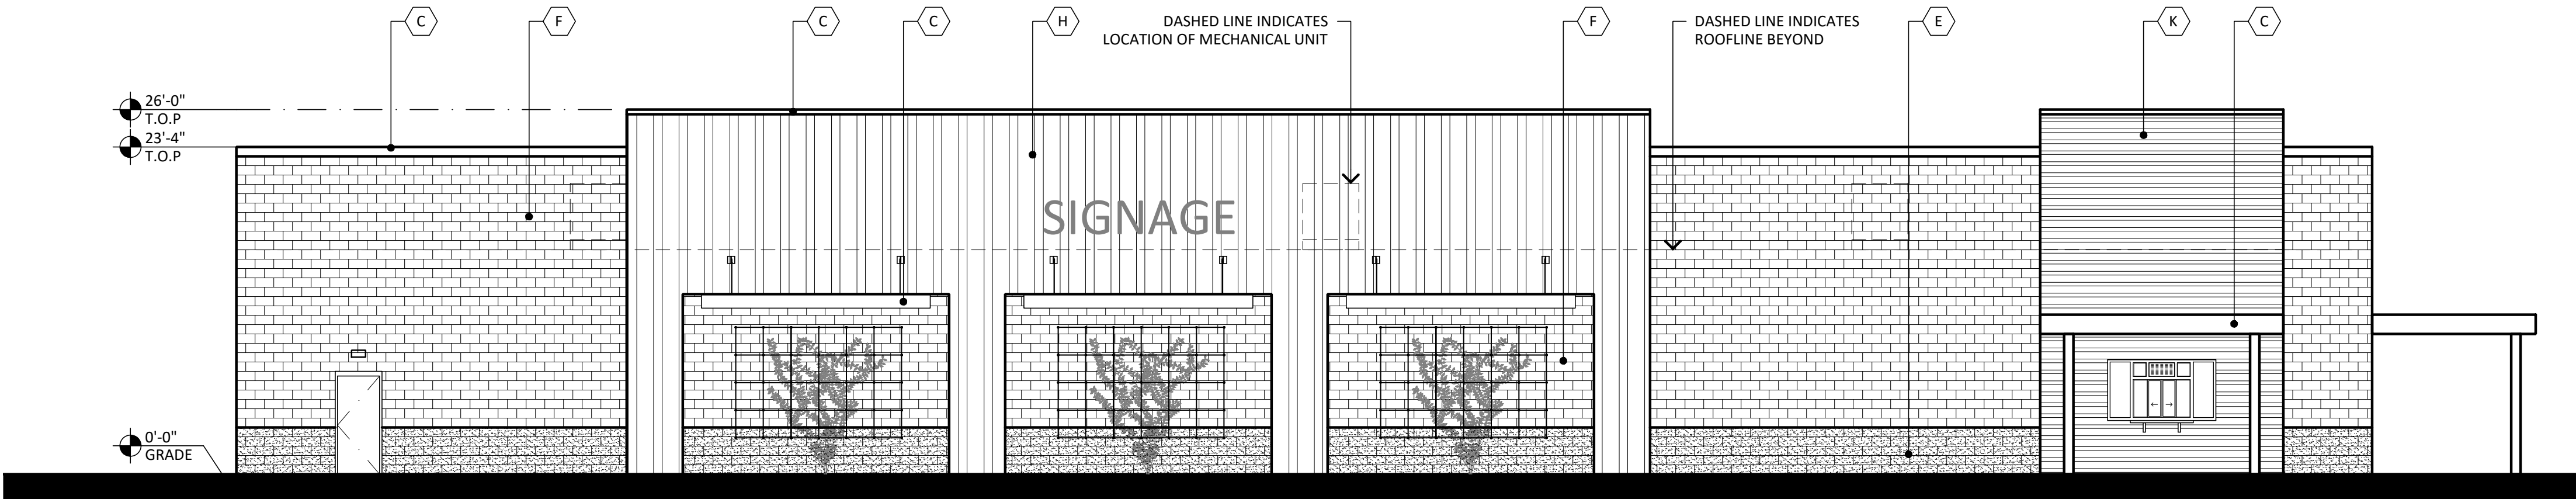 C
F
C
C
H
DASHED LINE INDICATES
LOCATION OF MECHANICAL UNIT
F
DASHED LINE INDICATES
ROOFLINE BEYOND
E
K
C
26'-0"
T.O.P
23'-4"
T.O.P
SIGNAGE
0'-0"
GRADE